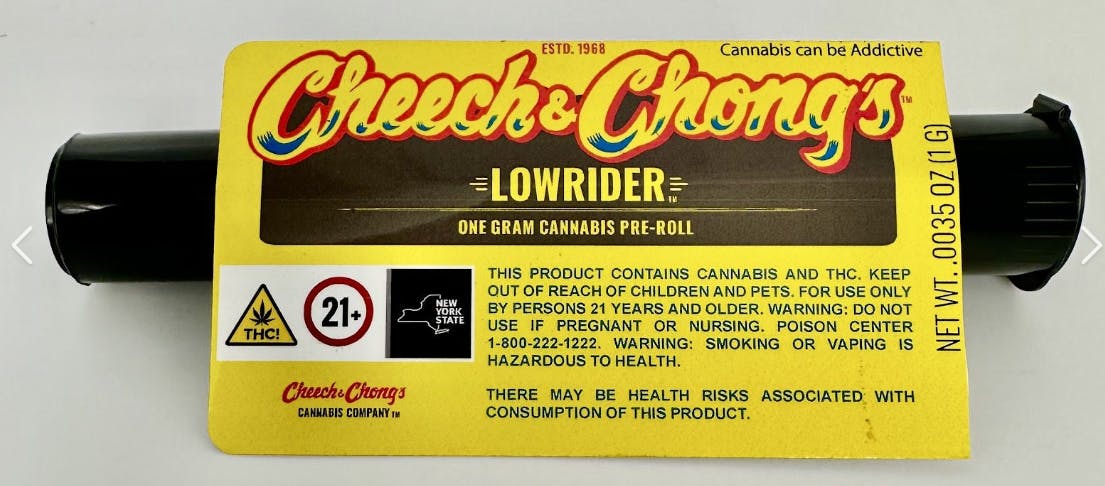 ESTD. 1968
Cannabis can be Addictive
Cheech & Chong's™
LOWRIDER™
ONE GRAM CANNABIS PRE-ROLL
NET WT. .0035 OZ (1 G)
THC!
21+
NEW
YORK
STATE
Cheech & Chong's
CANNABIS COMPANY™
THIS PRODUCT CONTAINS CANNABIS AND THC. KEEP
OUT OF REACH OF CHILDREN AND PETS. FOR USE ONLY
BY PERSONS 21 YEARS AND OLDER. WARNING: DO NOT
USE IF PREGNANT OR NURSING. POISON CENTER
1-800-222-1222. WARNING: SMOKING OR VAPING IS
HAZARDOUS TO HEALTH.
THERE MAY BE HEALTH RISKS ASSOCIATED WITH
CONSUMPTION OF THIS PRODUCT.